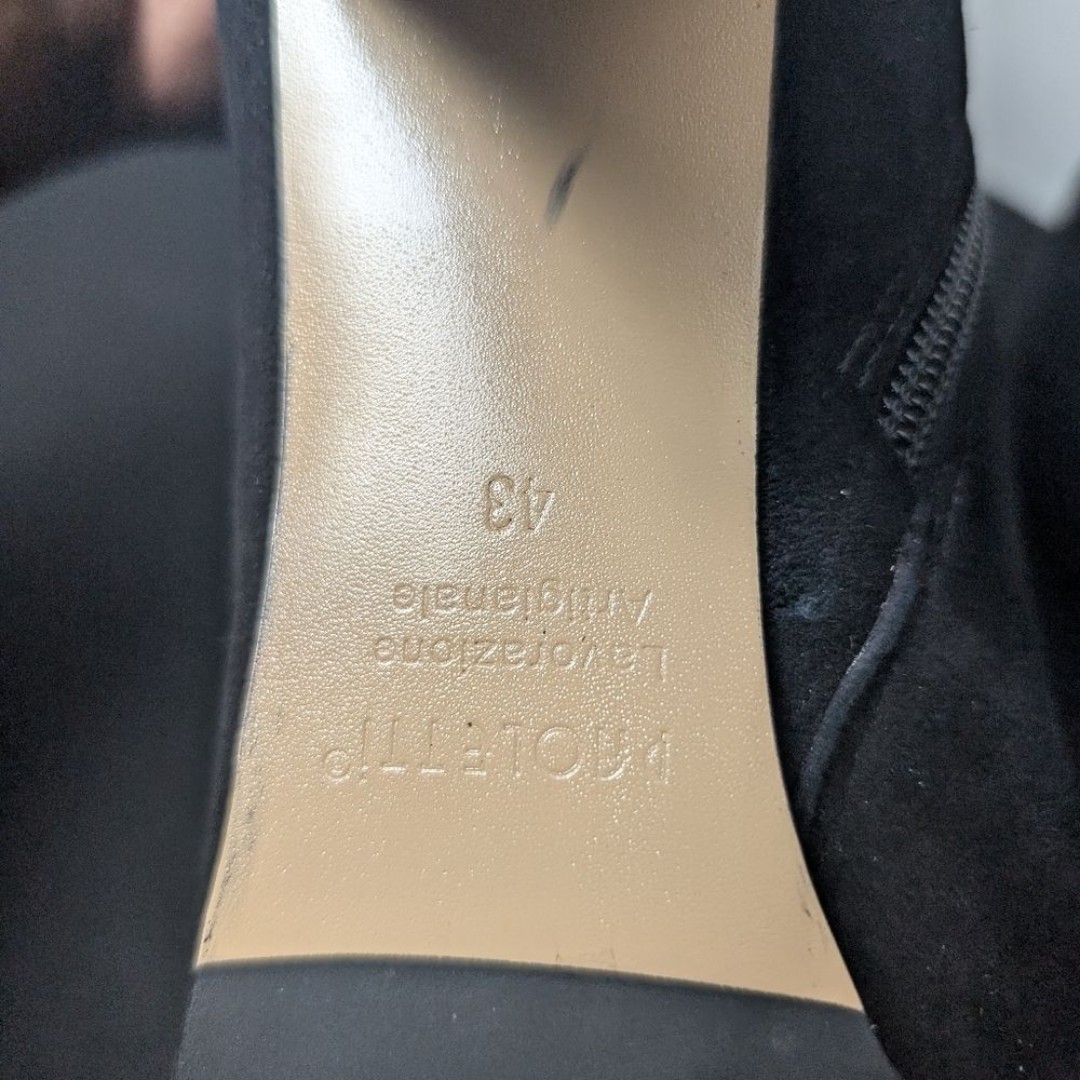 PAOLETTI®
Lavorazione
Artigianale
43